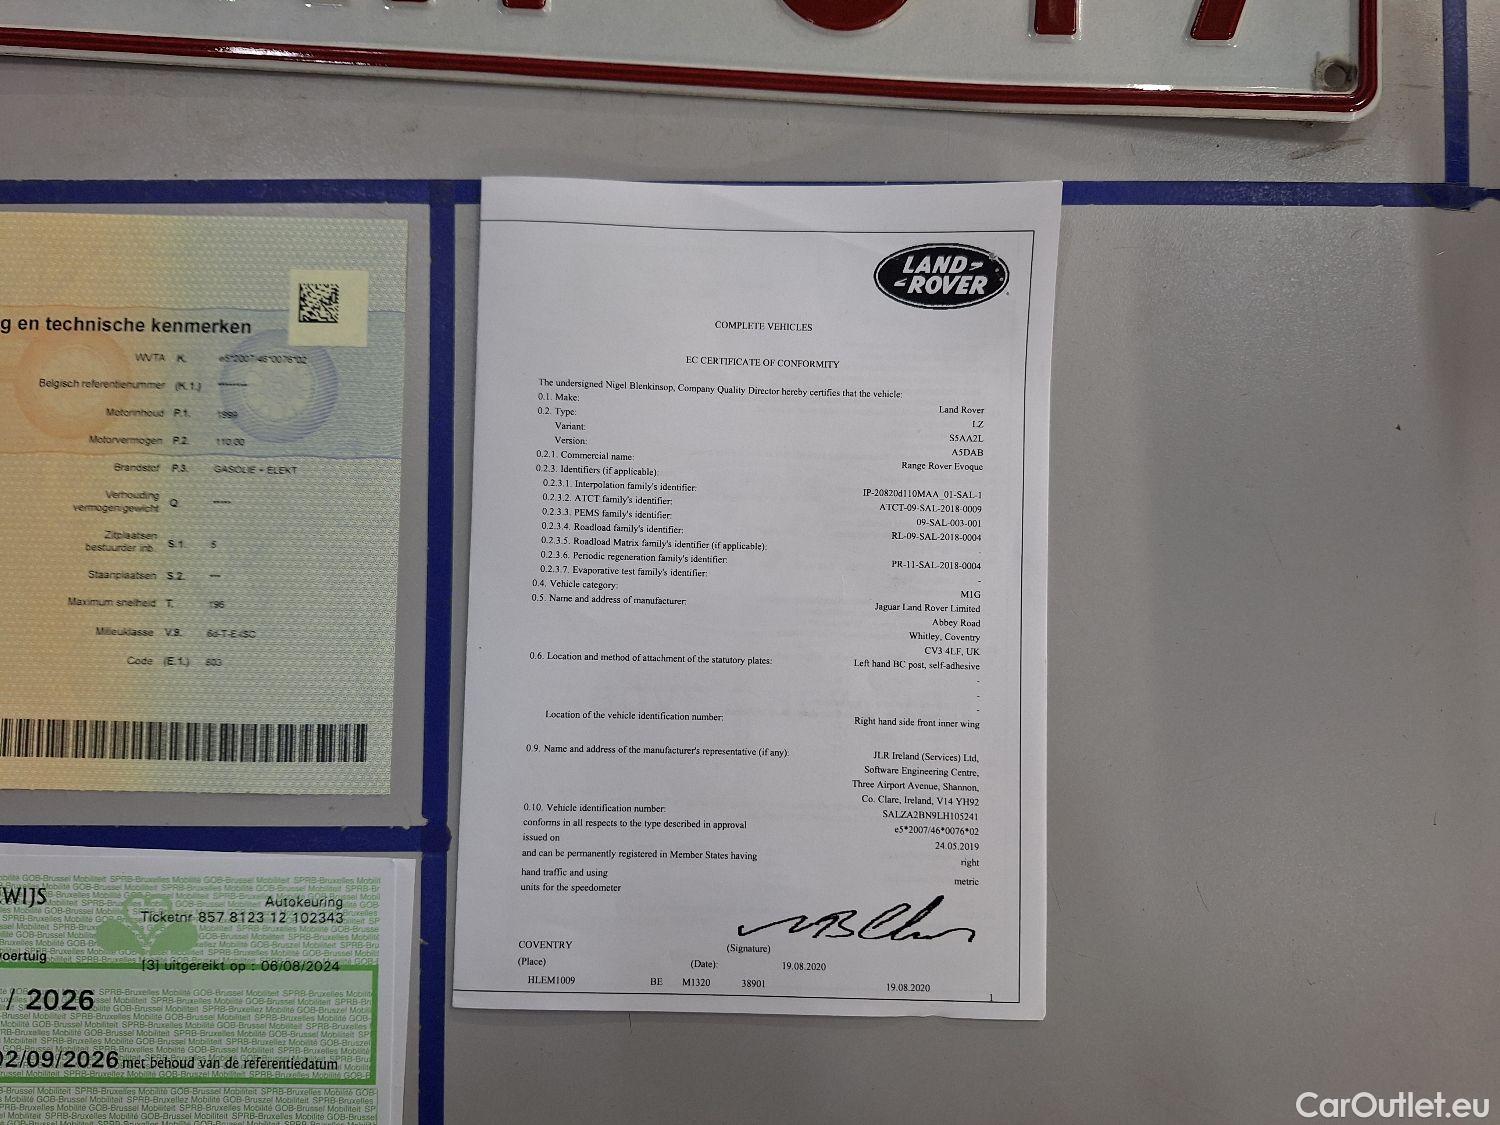 g en technische kenmerken
WVTA K. e5*2007/46*0076*02
Belgisch referentienummer (K.1.) --------
Motorinhoud P.1. 1999
Motorvermogen P.2. 110.00
Brandstof P.3. GASOLIE + ELEKT
Verhouding
vermogen/gewicht Q -----
Zitplaatsen
bestuurder inb. S.1. 5
Staanplaatsen S.2. ---
Maximum snelheid T. 196
Milieuklasse V.9.
Code (E.1.) 803
WIJS
Autokeuring
Ticketnr 857 8123 12 102343
voertuig
[3] uitgereikt op : 06/08/2024
/ 2026
02/09/2026 met behoud van de referentiedatum
LAND-
-ROVER
COMPLETE VEHICLES
EC CERTIFICATE OF CONFORMITY
The undersigned Nigel Blenkinsop, Company Quality Director hereby certifies that the vehicle:
0.1. Make: Land Rover
0.2. Type: LZ
Variant: S5AA2L
Version: A5DAB
0.2.1. Commercial name: Range Rover Evoque
0.2.3. Identifiers (if applicable):
0.2.3.1. Interpolation family's identifier: IP-20820d110MAA_01-SAL-1
0.2.3.2. ATCT family's identifier: ATCT-09-SAL-2018-0009
0.2.3.3. PEMS family's identifier: 09-SAL-003-001
0.2.3.4. Roadload family's identifier: RL-09-SAL-2018-0004
0.2.3.5. Roadload Matrix family's identifier (if applicable): -
0.2.3.6. Periodic regeneration family's identifier: PR-11-SAL-2018-0004
0.2.3.7. Evaporative test family's identifier: -
0.4. Vehicle category: M1G
0.5. Name and address of manufacturer: Jaguar Land Rover Limited
Abbey Road
Whitley, Coventry
CV3 4LF, UK
0.6. Location and method of attachment of the statutory plates: Left hand BC post, self-adhesive
-
-
-
Location of the vehicle identification number: Right hand side front inner wing
0.9. Name and address of the manufacturer's representative (if any): JLR Ireland (Services) Ltd,
Software Engineering Centre,
Three Airport Avenue, Shannon,
Co. Clare, Ireland, V14 YH92
0.10. Vehicle identification number: SALZA2BN9LH105241
conforms in all respects to the type described in approval e5*2007/46*0076*02
issued on 24.05.2019
and can be permanently registered in Member States having right
hand traffic and using metric
units for the speedometer
COVENTRY (Signature)
(Place) (Date): 19.08.2020
HLEM1009 BE M1320 38901 19.08.2020
1
CarOutlet.eu